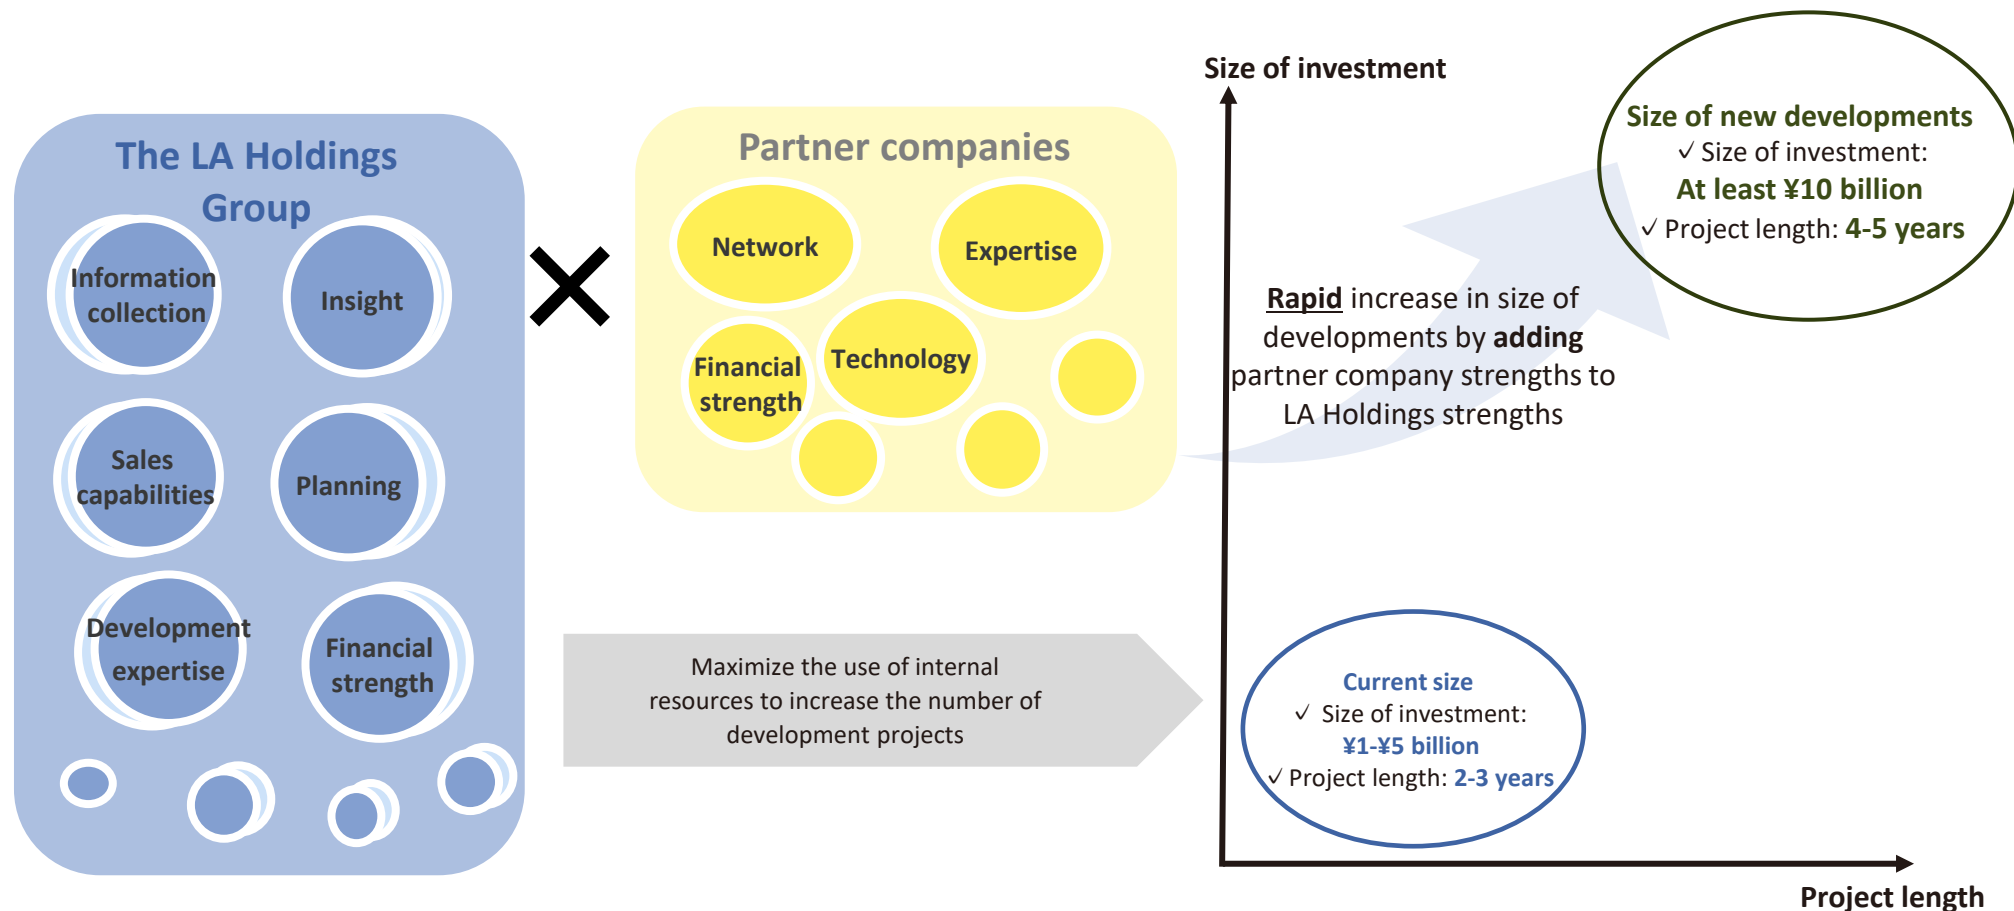 The LA Holdings
Group
Information
collection
Insight
Sales
capabilities
Planning
Development
expertise
Financial
strength
Partner companies
Network
Expertise
Financial
strength
Technology
Maximize the use of internal
resources to increase the number of
development projects
Size of investment
Rapid increase in size of
developments by adding
partner company strengths to
LA Holdings strengths
Size of new developments
✓ Size of investment:
At least ¥10 billion
✓ Project length: 4-5 years
Current size
✓ Size of investment:
¥1-¥5 billion
✓ Project length: 2-3 years
Project length